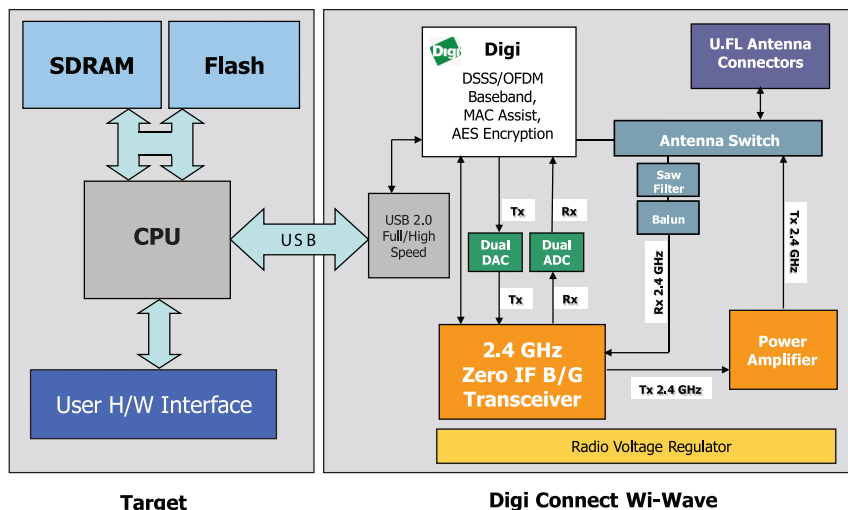 SDRAM
Flash
CPU
USB
User H/W Interface
Target
Digi
DSSS/OFDM
Baseband,
MAC Assist,
AES Encryption
U.FL Antenna
Connectors
Antenna Switch
Saw
Filter
Balun
USB 2.0
Full/High
Speed
Tx
Rx
Dual
DAC
Dual
ADC
Tx
Rx
Rx 2.4 GHz
Tx 2.4 GHz
2.4 GHz
Zero IF B/G
Transceiver
Tx 2.4 GHz
Power
Amplifier
Radio Voltage Regulator
Digi Connect Wi-Wave